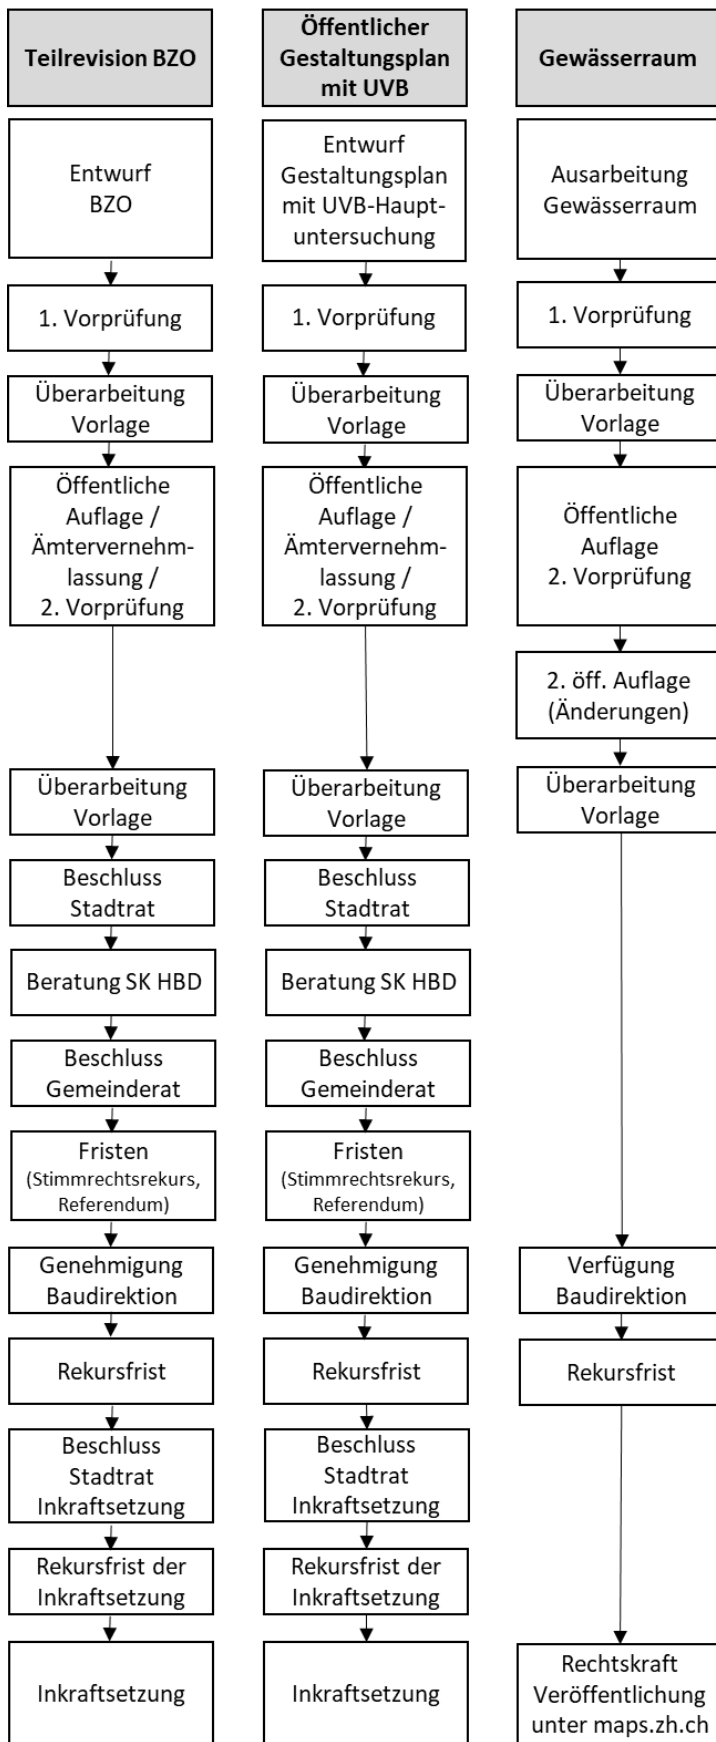 Teilrevision BZO
Entwurf
BZO
1. Vorprüfung
Überarbeitung
Vorlage
Öffentliche
Auflage /
Ämtervernehm-
lassung /
2. Vorprüfung
Überarbeitung
Vorlage
Beschluss
Stadtrat
Beratung SK HBD
Beschluss
Gemeinderat
Fristen
(Stimmrechtsrekurs,
Referendum)
Genehmigung
Baudirektion
Rekursfrist
Beschluss
Stadtrat
Inkraftsetzung
Rekursfrist der
Inkraftsetzung
Inkraftsetzung
Öffentlicher
Gestaltungsplan
mit UVB
Entwurf
Gestaltungsplan
mit UVB-Haupt-
untersuchung
1. Vorprüfung
Überarbeitung
Vorlage
Öffentliche
Auflage /
Ämtervernehm-
lassung /
2. Vorprüfung
Überarbeitung
Vorlage
Beschluss
Stadtrat
Beratung SK HBD
Beschluss
Gemeinderat
Fristen
(Stimmrechtsrekurs,
Referendum)
Genehmigung
Baudirektion
Rekursfrist
Beschluss
Stadtrat
Inkraftsetzung
Rekursfrist der
Inkraftsetzung
Inkraftsetzung
Gewässerraum
Ausarbeitung
Gewässerraum
1. Vorprüfung
Überarbeitung
Vorlage
Öffentliche
Auflage
2. Vorprüfung
2. öff. Auflage
(Änderungen)
Überarbeitung
Vorlage
Verfügung
Baudirektion
Rekursfrist
Rechtskraft
Veröffentlichung
unter maps.zh.ch